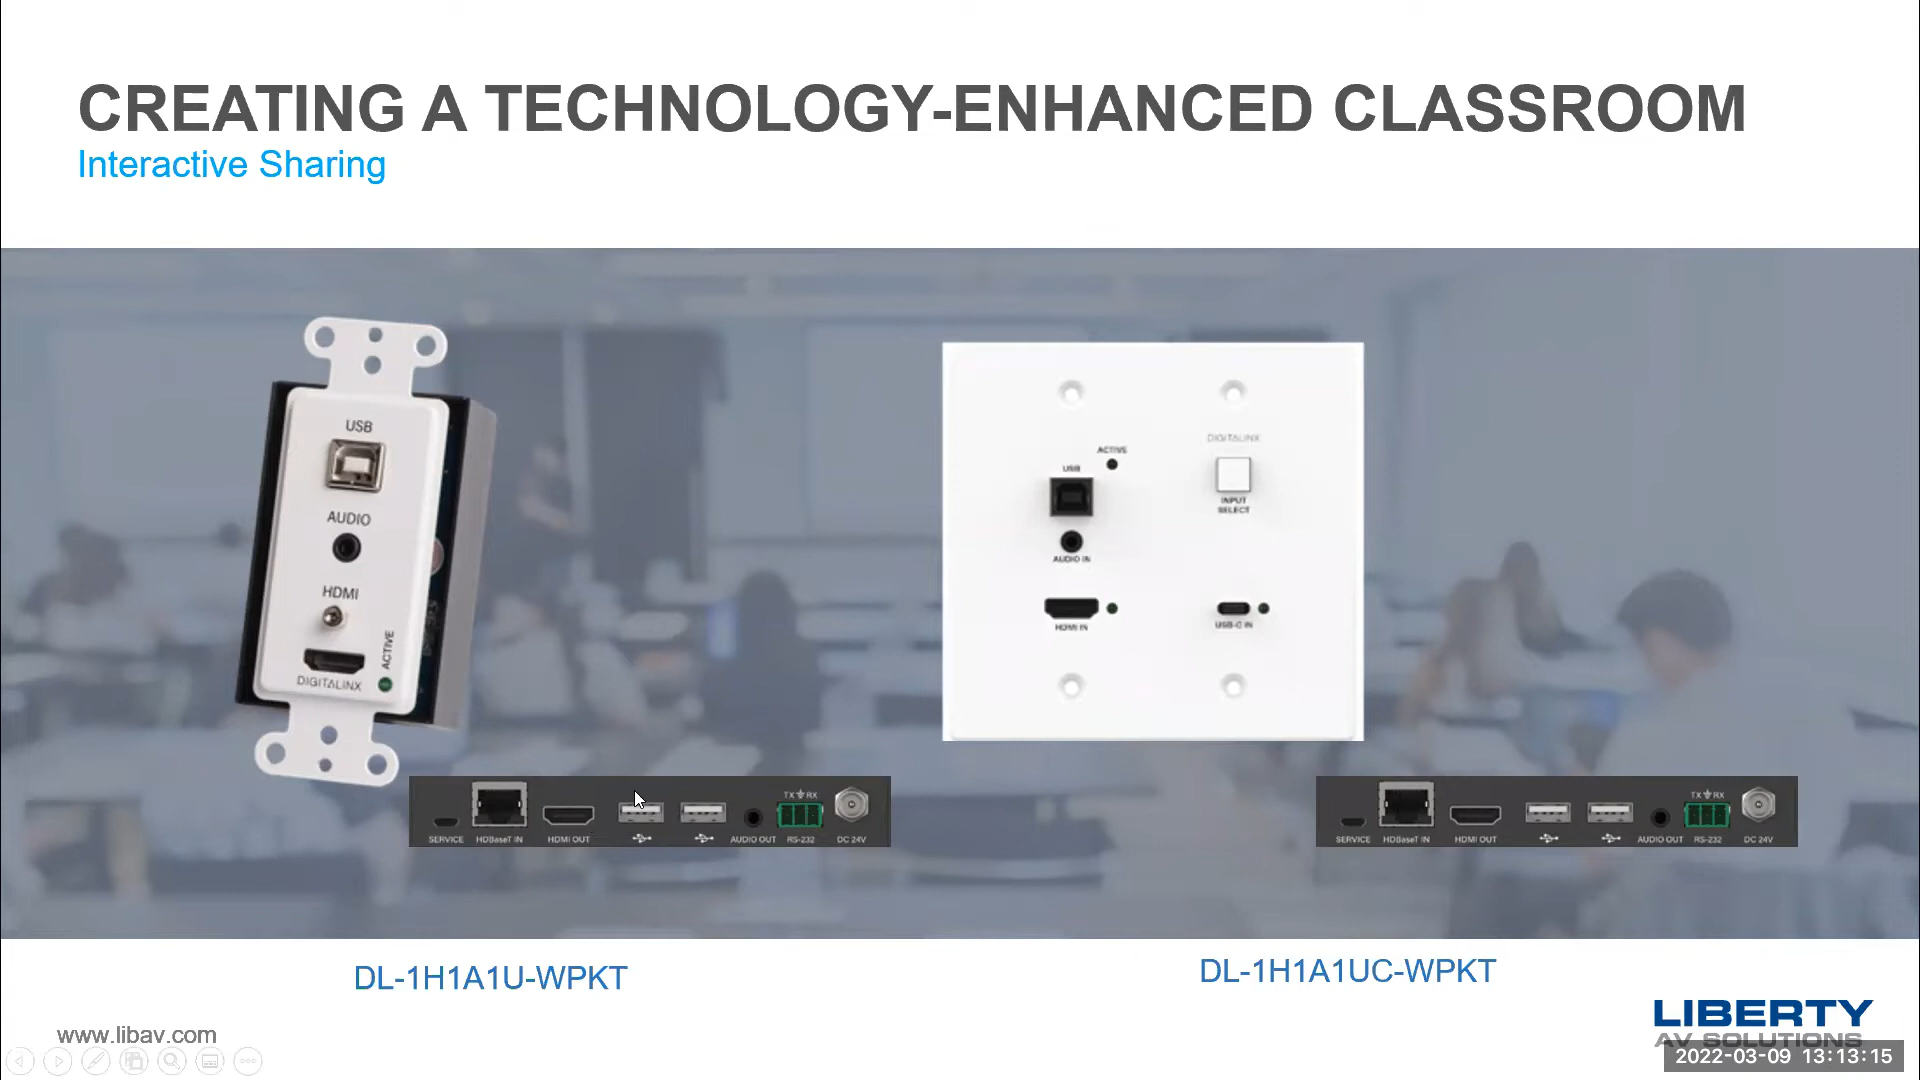 CREATING A TECHNOLOGY-ENHANCED CLASSROOM
Interactive Sharing
USB
AUDIO
HDMI
ACTIVE
DIGITALINX
DIGITALINX
ACTIVE
USB
INPUT
SELECT
AUDIO IN
HDMI IN
USB-C IN
TX RX
SERVICE HDBaseT IN HDMI OUT AUDIO OUT RS-232 DC 24V
TX RX
SERVICE HDBaseT IN HDMI OUT AUDIO OUT RS-232 DC 24V
DL-1H1A1U-WPKT
DL-1H1A1UC-WPKT
LIBERTY
AV SOLUTIONS
www.libav.com
2022-03-09 13:13:15